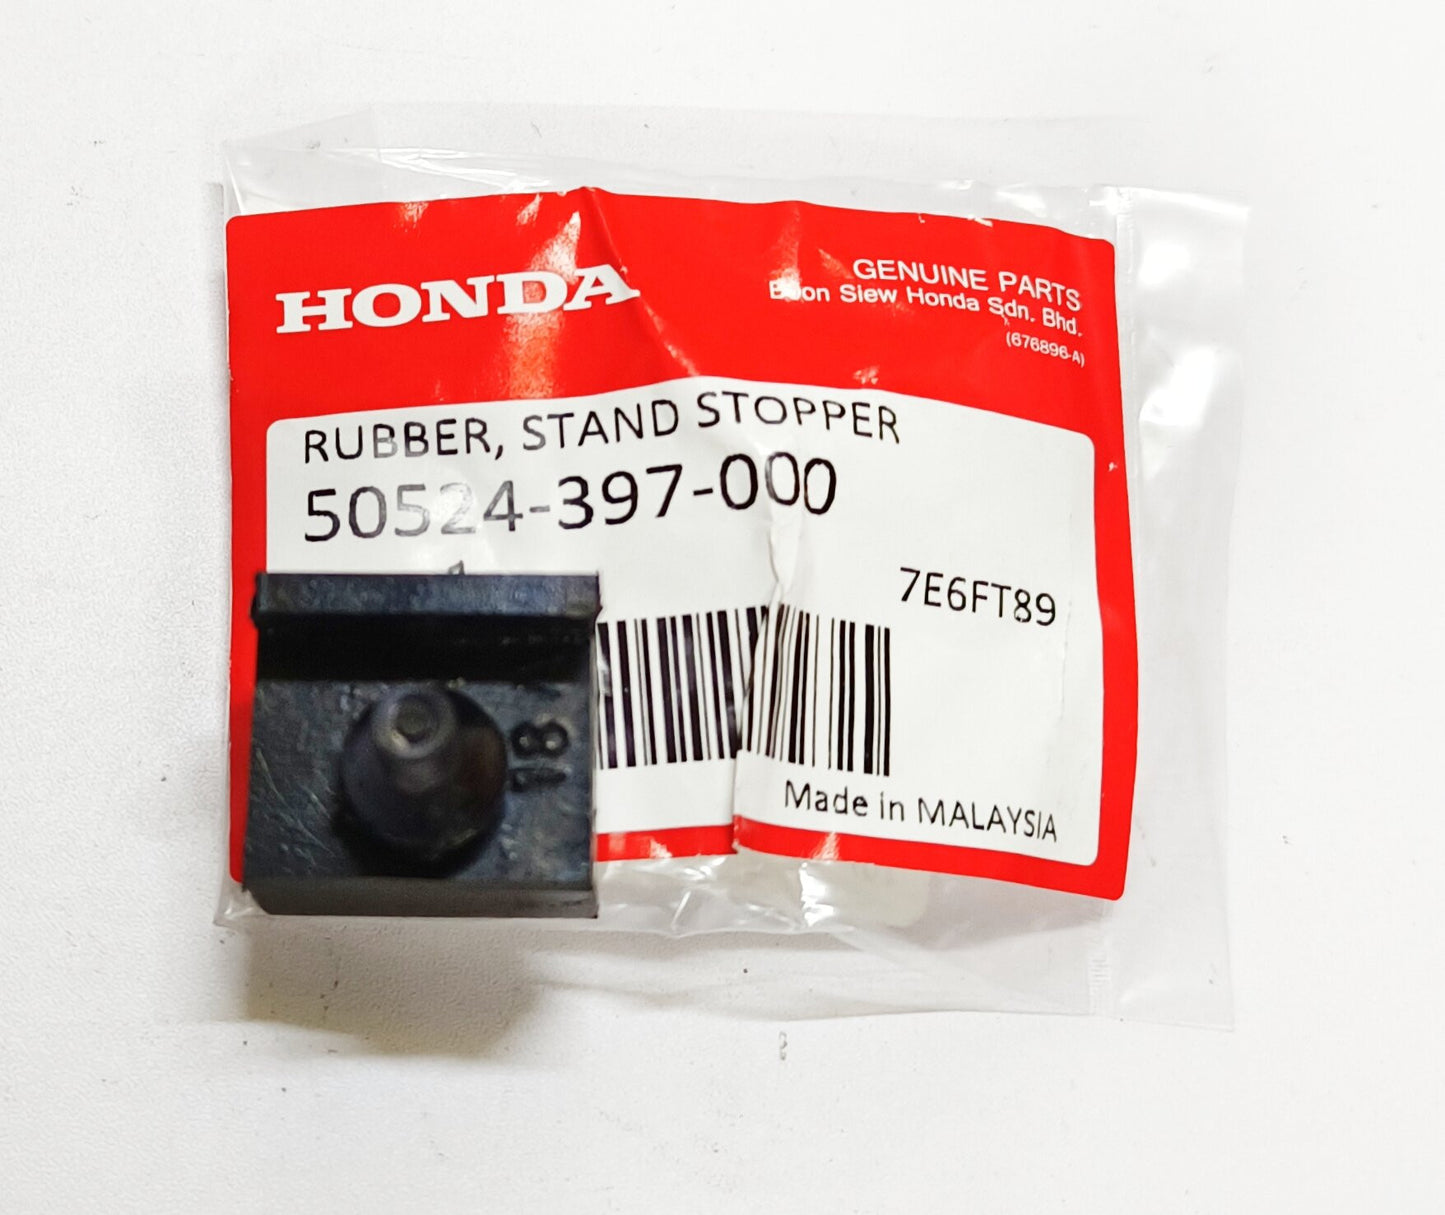 HONDA
GENUINE PARTS
Boon Siew Honda Sdn. Bhd.
(676896-A)
RUBBER, STAND STOPPER
50524-397-000
7E6FT89
18
Made in MALAYSIA